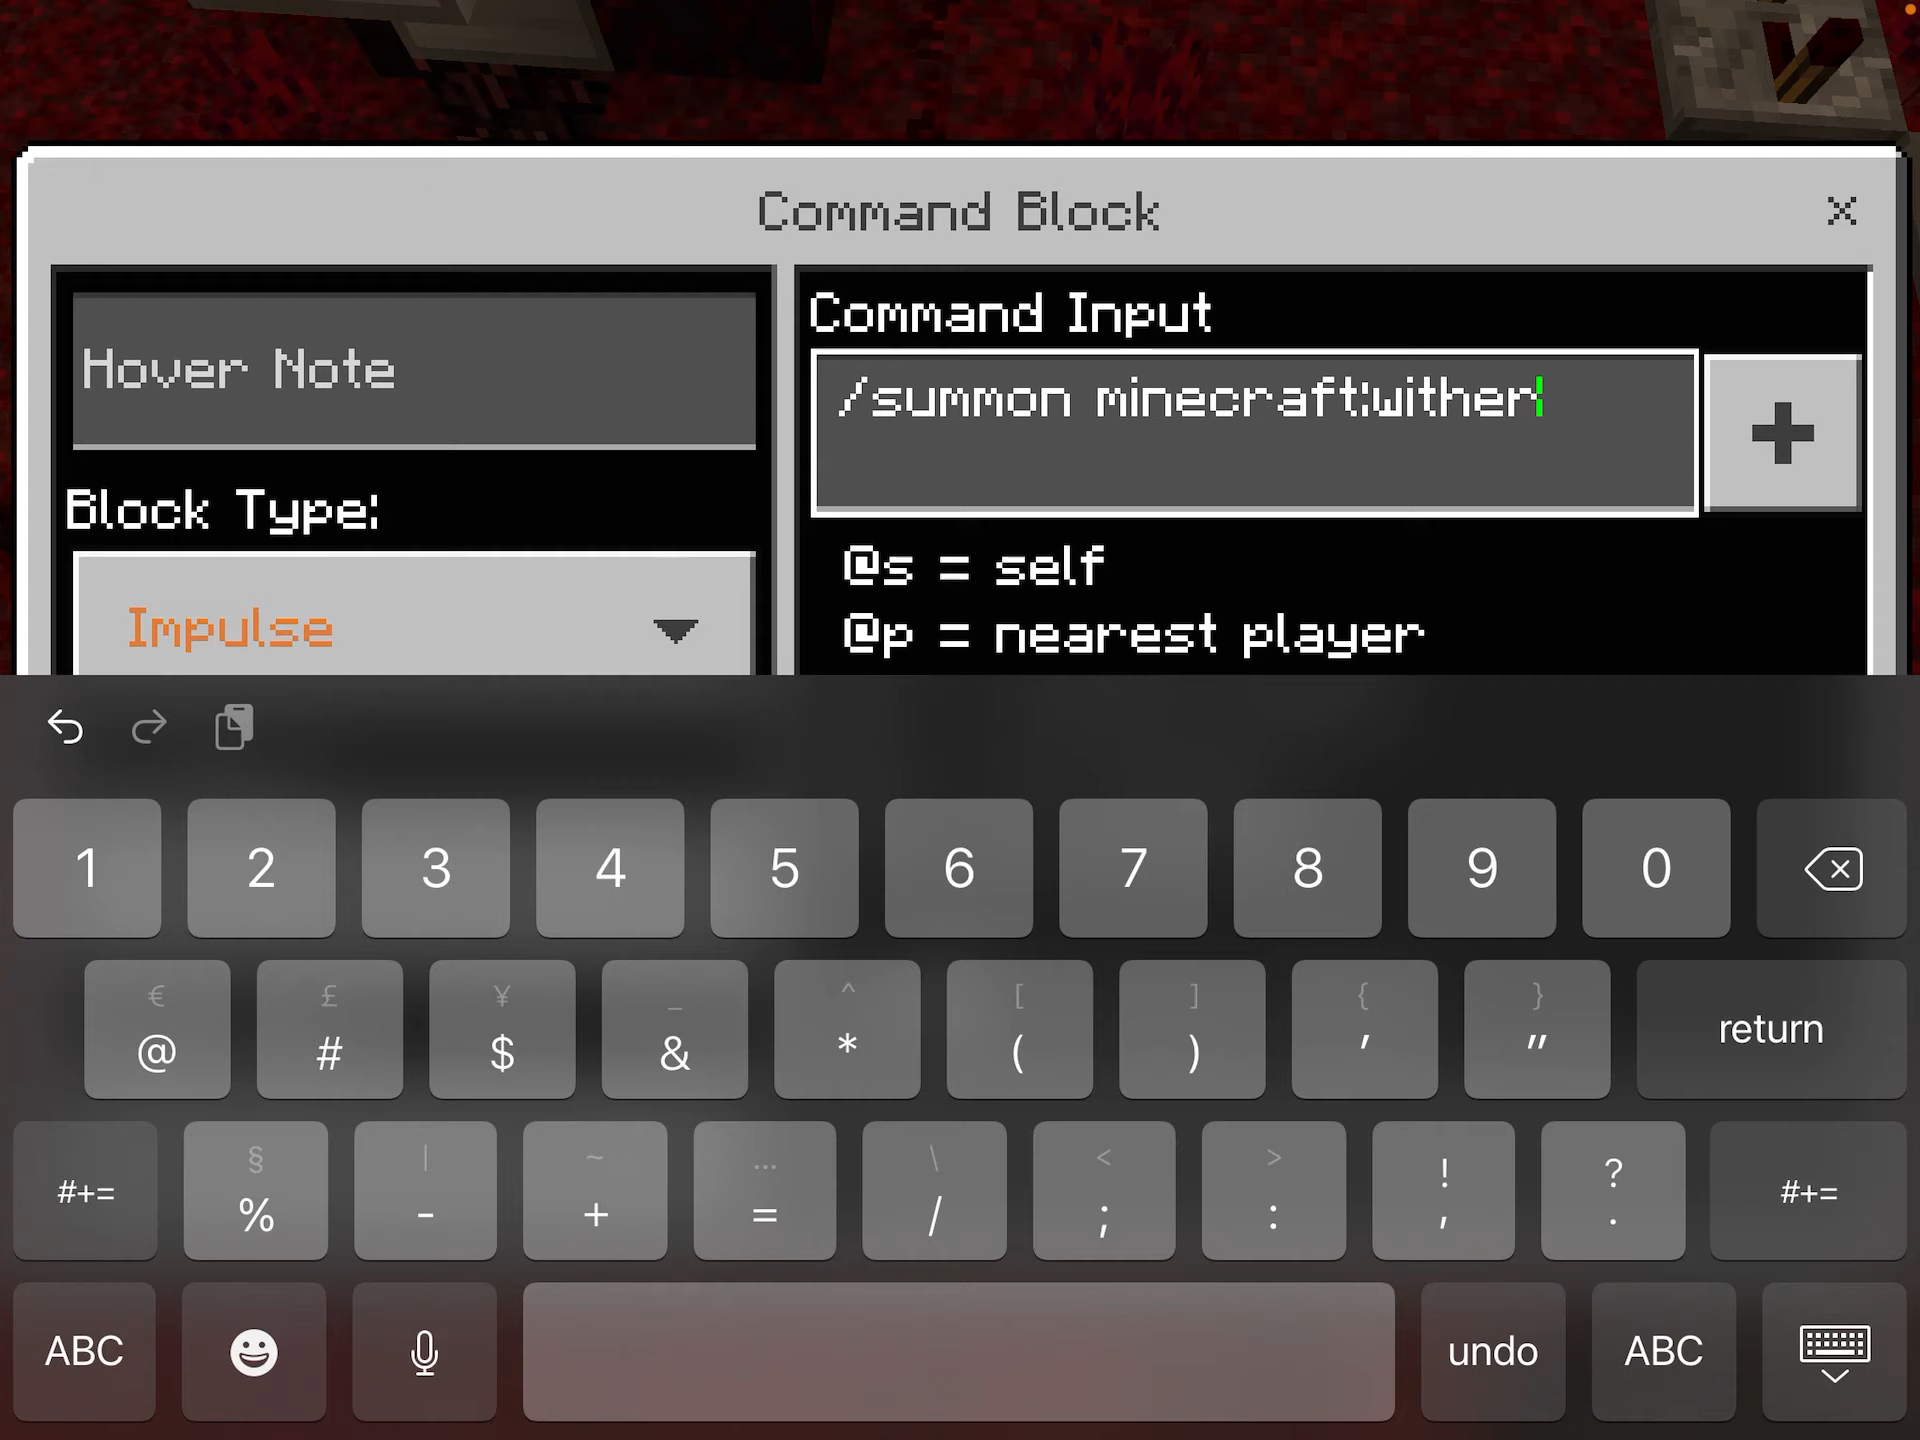 Command Block
Hover Note
Block Type:
Impulse
Command Input
/summon minecraft:wither
@s = self
@p = nearest player
1 2 3 4 5 6 7 8 9 0
€ £ ¥ _ ^ [ ] { }
@ # $ & * ( ) ' " return
§ | ~ … \ < > ! ?
#+= % - + = / ; : , . #+=
ABC undo ABC